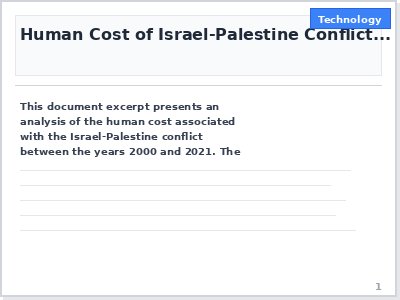 Technology
Human Cost of Israel-Palestine Conflict...
This document excerpt presents an
analysis of the human cost associated
with the Israel-Palestine conflict
between the years 2000 and 2021. The
1